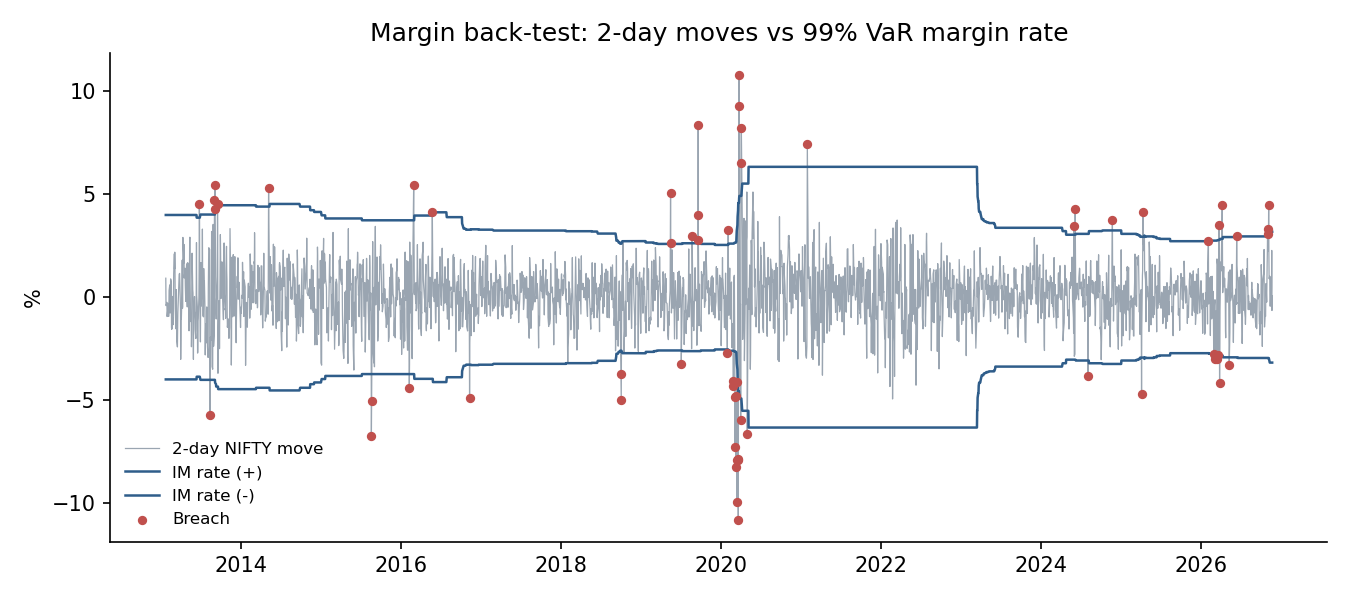 Margin back-test: 2-day moves vs 99% VaR margin rate
10
5
0
−5
−10
%
2-day NIFTY move
IM rate (+)
IM rate (-)
Breach
2014 2016 2018 2020 2022 2024 2026